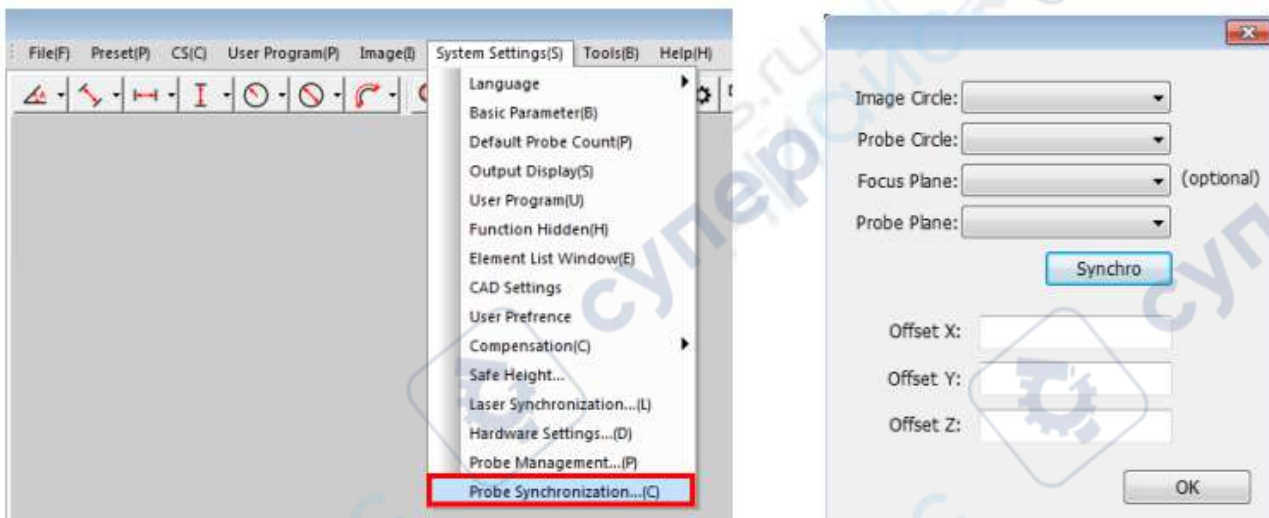 File(F) Preset(P) CS(C) User Program(P) Image(I) System Settings(S) Tools(B) Help(H)
Language
Basic Parameter(B)
Default Probe Count(P)
Output Display(S)
User Program(U)
Function Hidden(H)
Element List Window(E)
CAD Settings
User Prefrence
Compensation(C)
Safe Height...
Laser Synchronization...(L)
Hardware Settings...(D)
Probe Management...(P)
Probe Synchronization...(C)
Image Circle:
Probe Circle:
Focus Plane: (optional)
Probe Plane:
Synchro
Offset X:
Offset Y:
Offset Z:
OK